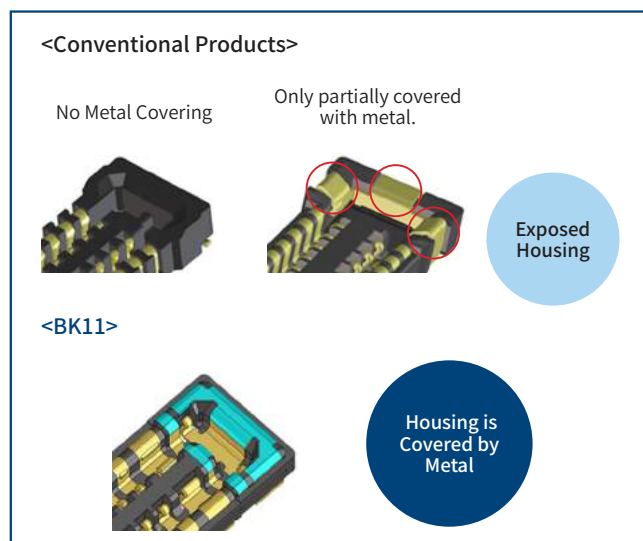 <Conventional Products>
No Metal Covering
Only partially covered
with metal.
Exposed
Housing
<BK11>
Housing is
Covered by
Metal